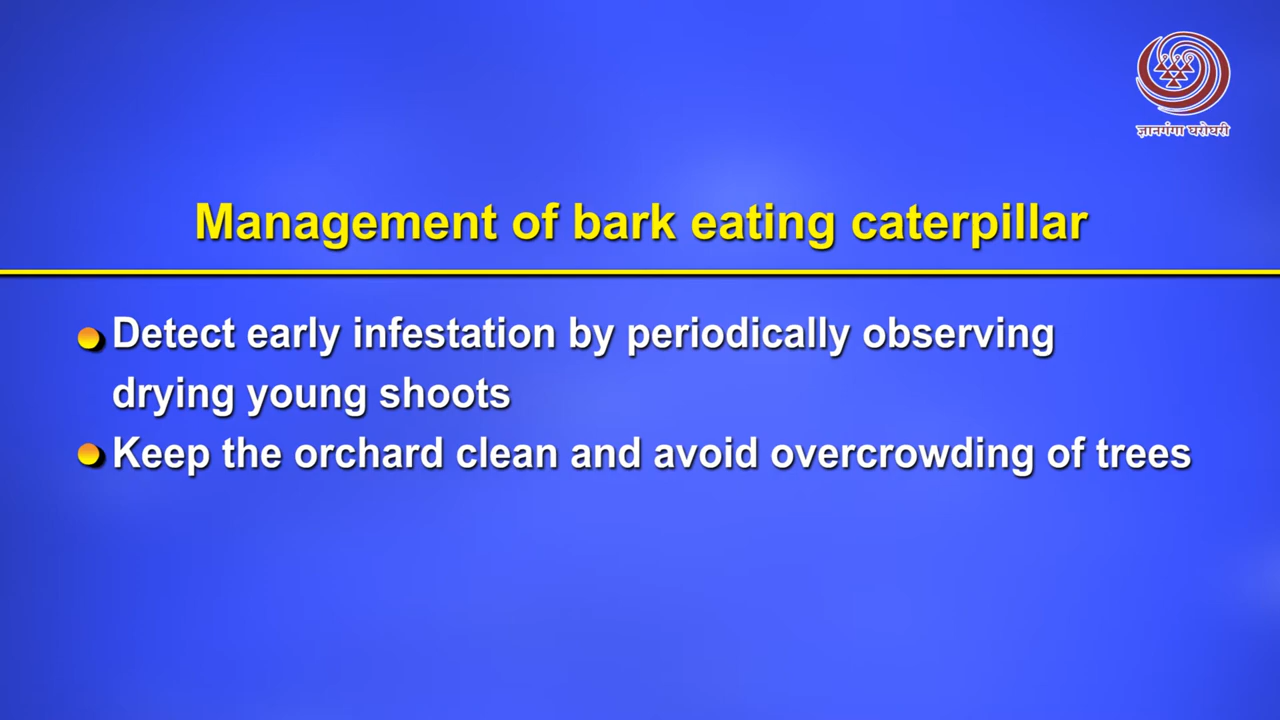 ज्ञानगंगा घरोघरी
Management of bark eating caterpillar
Detect early infestation by periodically observing
drying young shoots
Keep the orchard clean and avoid overcrowding of trees